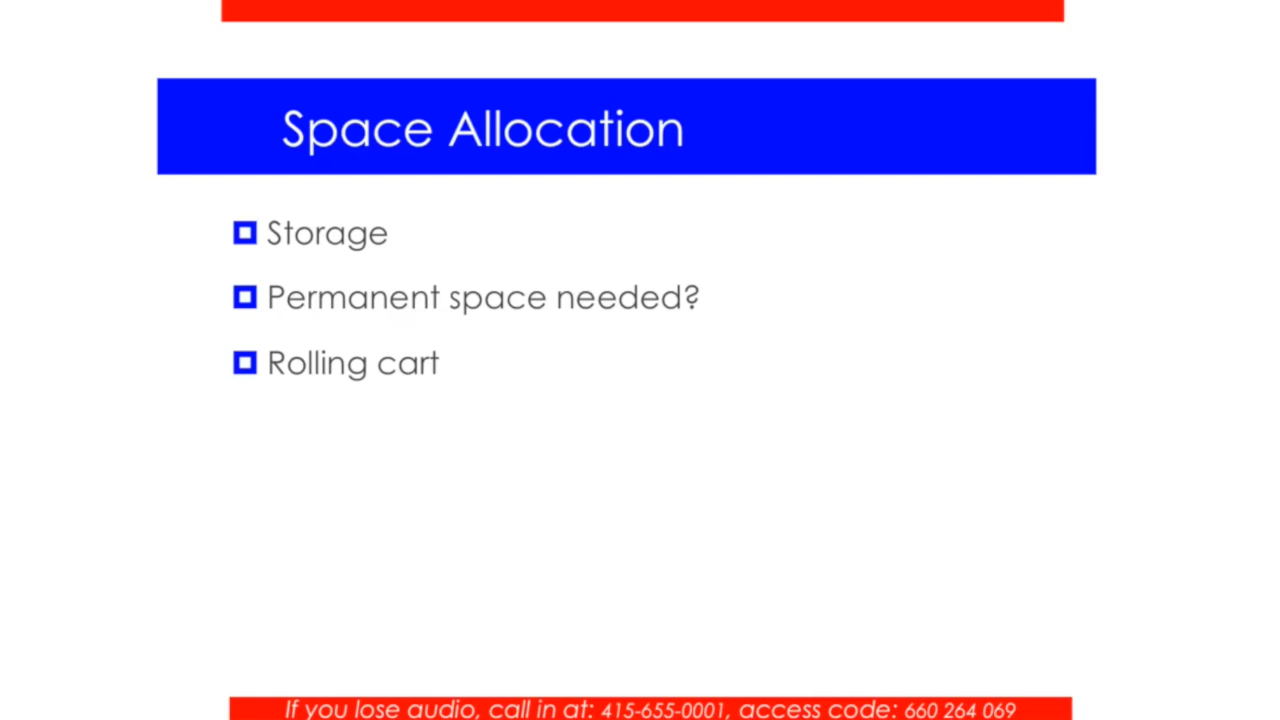 Space Allocation
Storage
Permanent space needed?
Rolling cart
If you lose audio, call in at: 415-655-0001, access code: 660 264 069